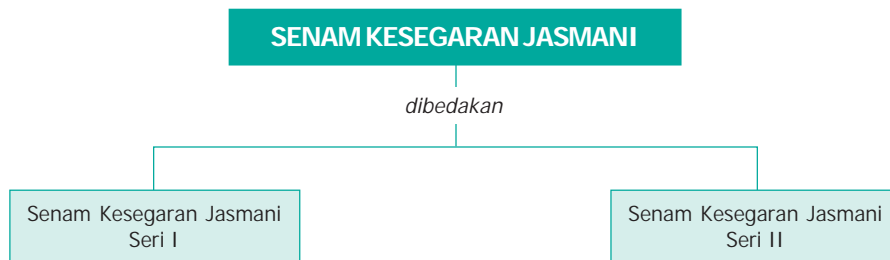 SENAM KESEGARAN JASMANI
dibedakan
Senam Kesegaran Jasmani
Seri I
Senam Kesegaran Jasmani
Seri II